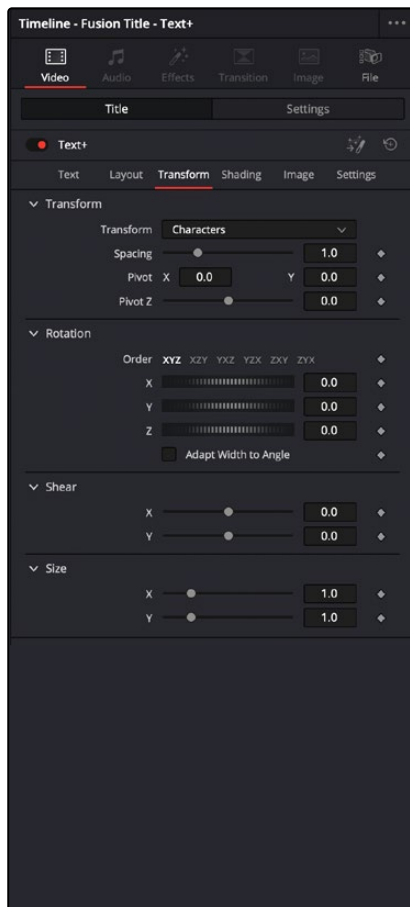 Timeline - Fusion Title - Text+
Video Audio Effects Transition Image File
Title Settings
Text+
Text Layout Transform Shading Image Settings
Transform
Transform Characters
Spacing 1.0
Pivot X 0.0 Y 0.0
Pivot Z 0.0
Rotation
Order XYZ XZY YXZ YZX ZXY ZYX
X 0.0
Y 0.0
Z 0.0
Adapt Width to Angle
Shear
X 0.0
Y 0.0
Size
X 1.0
Y 1.0